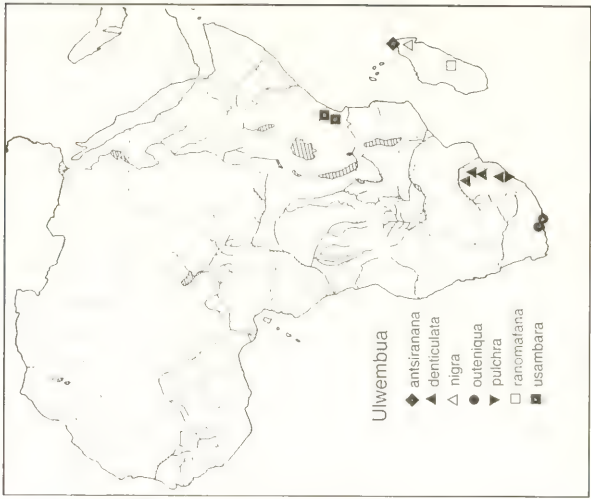 Ulwembua
antsiranana
denticulata
nigra
outeniqua
pulchra
ranomafana
usambara